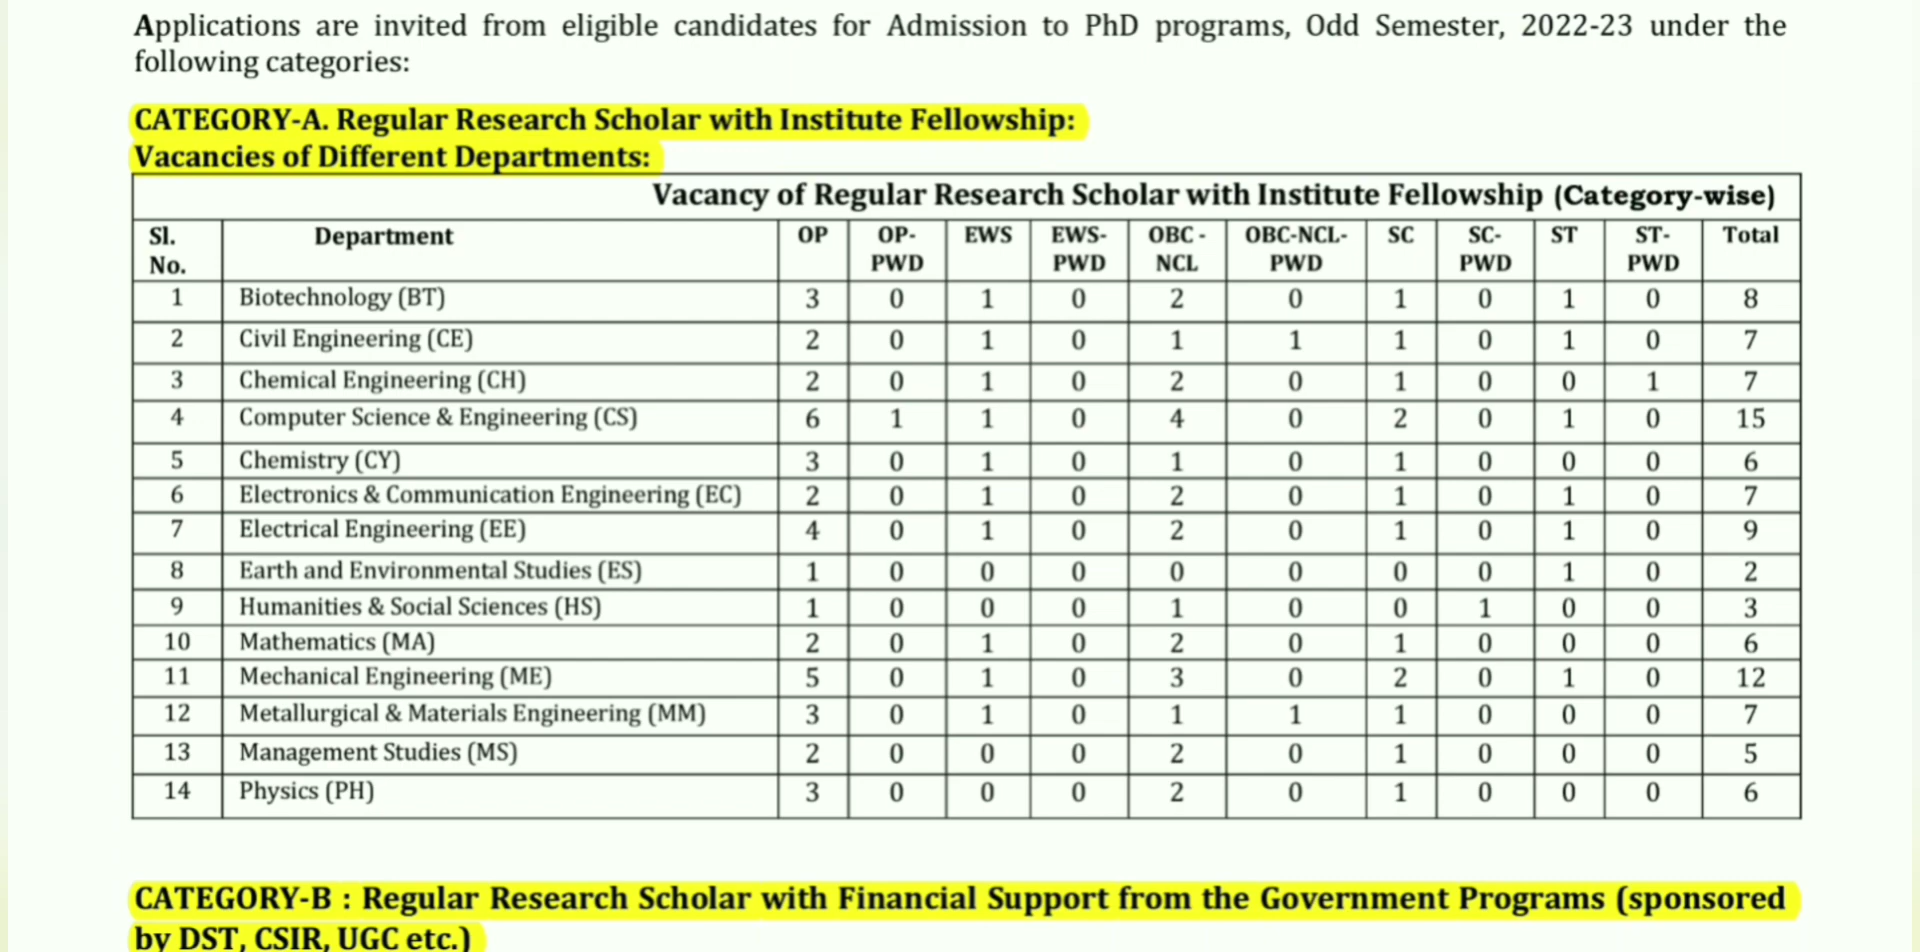 Applications are invited from eligible candidates for Admission to PhD programs, Odd Semester, 2022-23 under the
following categories:
CATEGORY-A. Regular Research Scholar with Institute Fellowship:
Vacancies of Different Departments:
Vacancy of Regular Research Scholar with Institute Fellowship (Category-wise)
Sl. No. Department OP OP-PWD EWS EWS-PWD OBC - NCL OBC-NCL-PWD SC SC-PWD ST ST-PWD Total
1 Biotechnology (BT) 3 0 1 0 2 0 1 0 1 0 8
2 Civil Engineering (CE) 2 0 1 0 1 1 1 0 1 0 7
3 Chemical Engineering (CH) 2 0 1 0 2 0 1 0 0 1 7
4 Computer Science & Engineering (CS) 6 1 1 0 4 0 2 0 1 0 15
5 Chemistry (CY) 3 0 1 0 1 0 1 0 0 0 6
6 Electronics & Communication Engineering (EC) 2 0 1 0 2 0 1 0 1 0 7
7 Electrical Engineering (EE) 4 0 1 0 2 0 1 0 1 0 9
8 Earth and Environmental Studies (ES) 1 0 0 0 0 0 0 0 1 0 2
9 Humanities & Social Sciences (HS) 1 0 0 0 1 0 0 1 0 0 3
10 Mathematics (MA) 2 0 1 0 2 0 1 0 0 0 6
11 Mechanical Engineering (ME) 5 0 1 0 3 0 2 0 1 0 12
12 Metallurgical & Materials Engineering (MM) 3 0 1 0 1 1 1 0 0 0 7
13 Management Studies (MS) 2 0 0 0 2 0 1 0 0 0 5
14 Physics (PH) 3 0 0 0 2 0 1 0 0 0 6
CATEGORY-B : Regular Research Scholar with Financial Support from the Government Programs (sponsored
by DST, CSIR, UGC etc.)